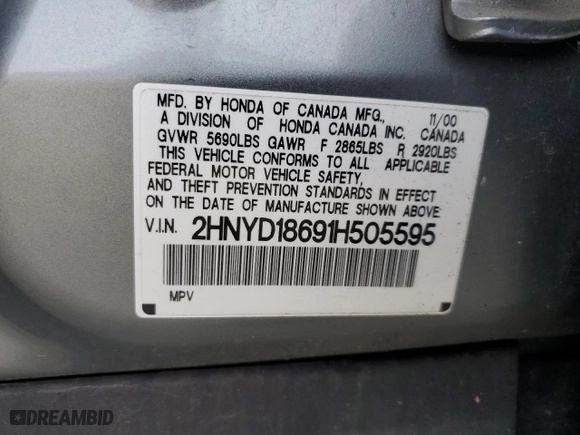 MFD. BY HONDA OF CANADA MFG., 11/00
A DIVISION OF HONDA CANADA INC. CANADA
GVWR 5690LBS GAWR F 2865LBS R 2920LBS
THIS VEHICLE CONFORMS TO ALL APPLICABLE
FEDERAL MOTOR VEHICLE SAFETY,
AND THEFT PREVENTION STANDARDS IN EFFECT
ON THE DATE OF MANUFACTURE SHOWN ABOVE
V.I.N. 2HNYD18691H505595
MPV
DREAMBID